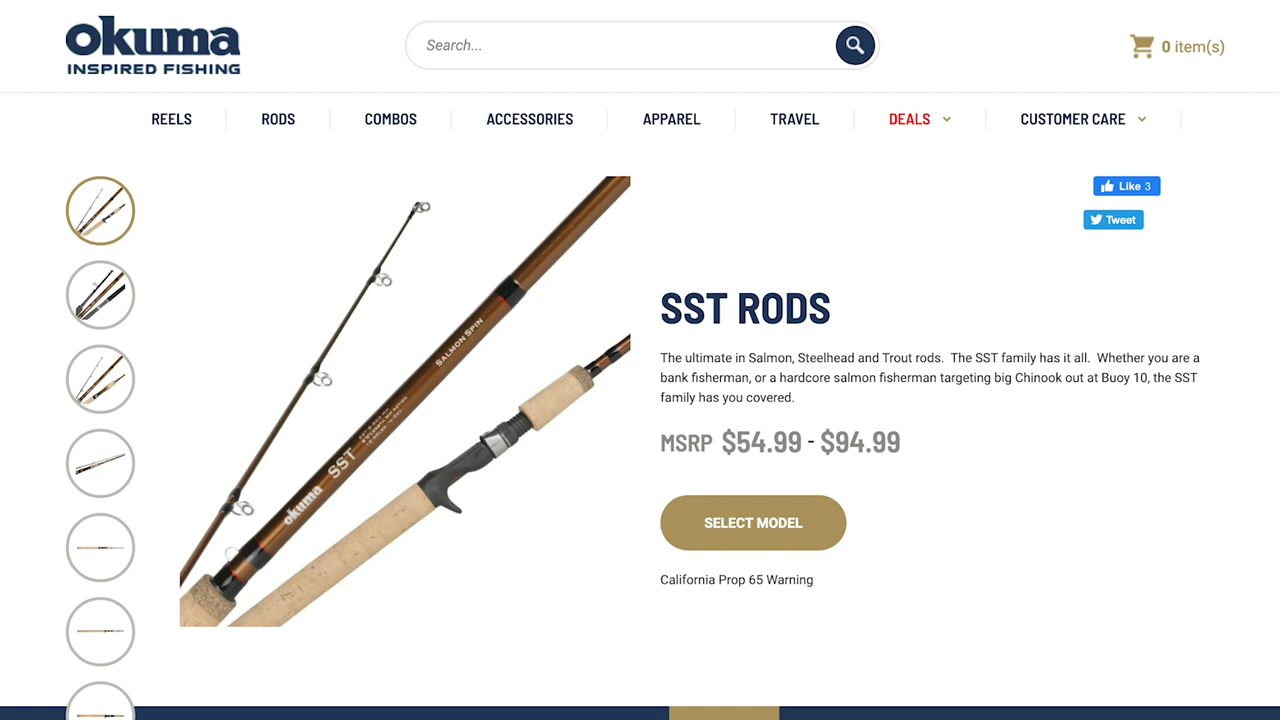 okuma
INSPIRED FISHING
Search...
0 item(s)
REELS
RODS
COMBOS
ACCESSORIES
APPAREL
TRAVEL
DEALS
CUSTOMER CARE
Like 3
Tweet
SALMON SPIN
okuma SST
SST RODS
The ultimate in Salmon, Steelhead and Trout rods. The SST family has it all. Whether you are a
bank fisherman, or a hardcore salmon fisherman targeting big Chinook out at Buoy 10, the SST
family has you covered.
MSRP $54.99 - $94.99
SELECT MODEL
California Prop 65 Warning